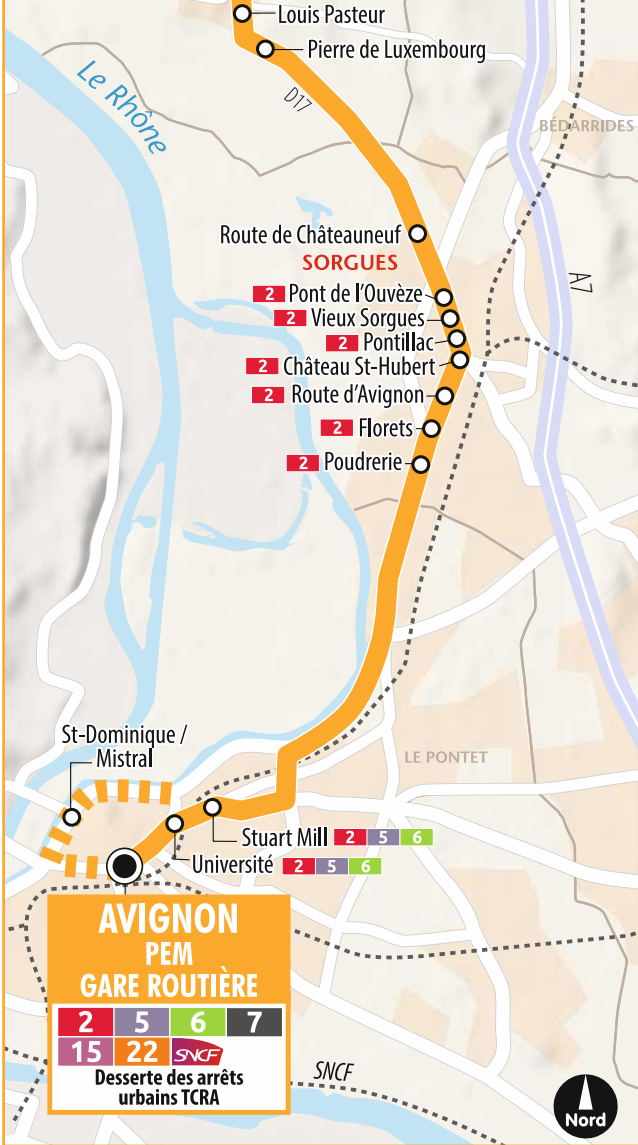 Louis Pasteur
Pierre de Luxembourg
Le Rhône
D17
BÉDARRIDES
Route de Châteauneuf
SORGUES
A7
2 Pont de l'Ouvèze
2 Vieux Sorgues
2 Pontillac
2 Château St-Hubert
2 Route d'Avignon
2 Florets
2 Poudrerie
St-Dominique /
Mistral
LE PONTET
Stuart Mill 2 5 6
Université 2 5 6
AVIGNON
PEM
GARE ROUTIÈRE
2 5 6 7
15 22 SNCF
Desserte des arrêts
urbains TCRA
SNCF
Nord